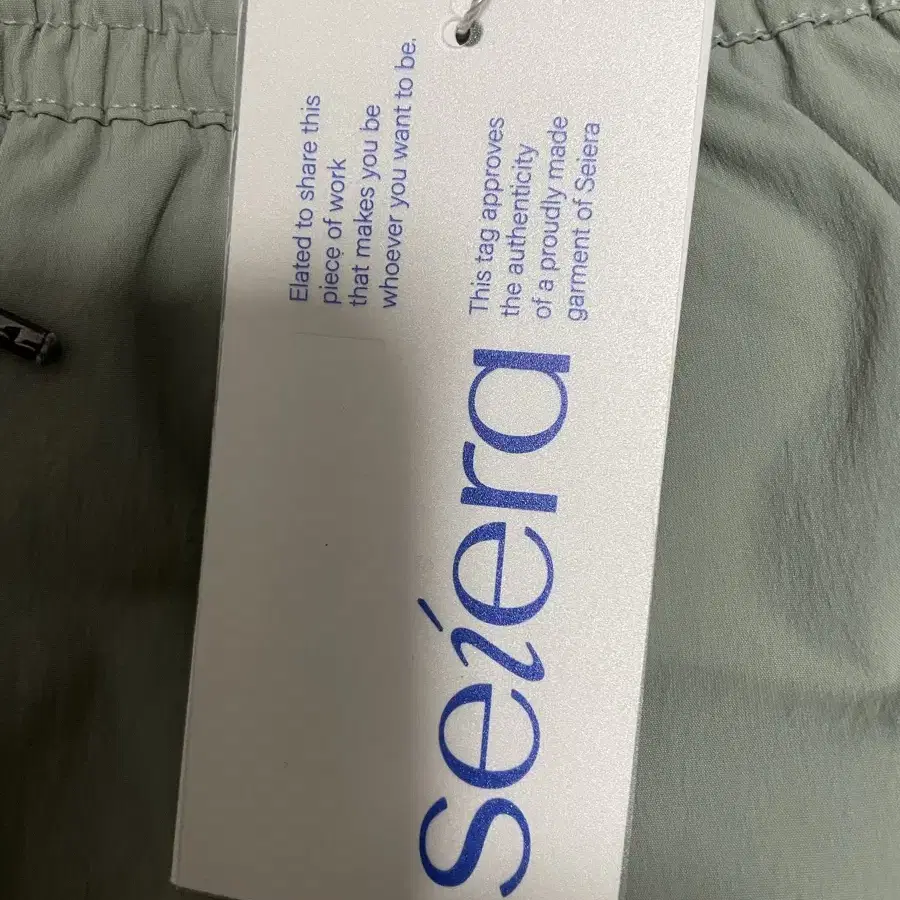 Elated to share this
piece of work
that makes you be
whoever you want to be.
This tag approves
the authenticity
of a proudly made
garment of Seiera
seíera